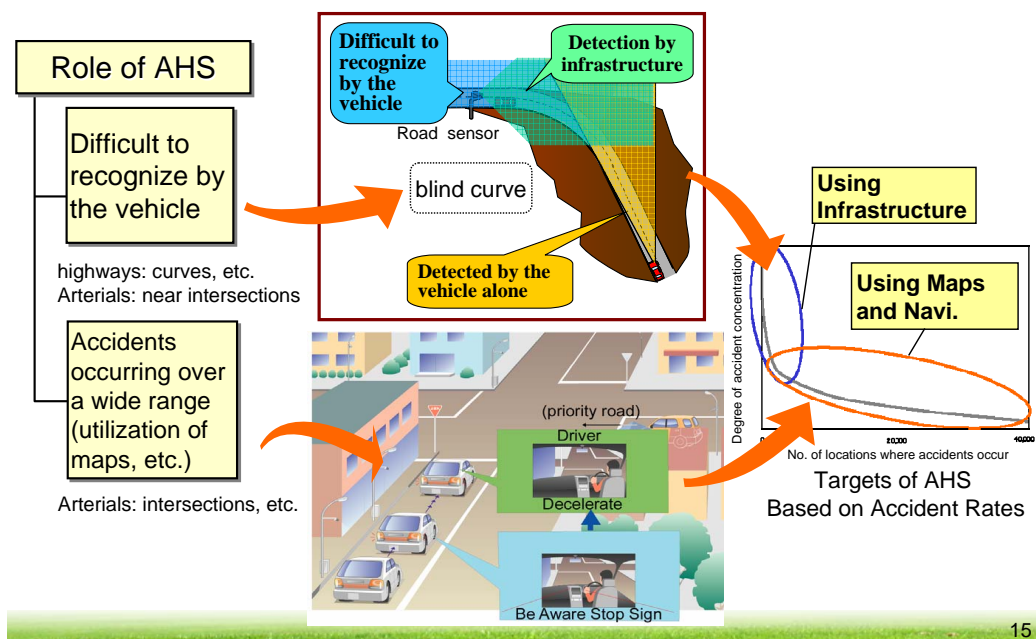 Role of AHS
Difficult to
recognize by
the vehicle
highways: curves, etc.
Arterials: near intersections
Accidents
occurring over
a wide range
(utilization of
maps, etc.)
Arterials: intersections, etc.
Difficult to
recognize
by the
vehicle
Detection by
infrastructure
Road sensor
blind curve
Detected by the
vehicle alone
(priority road)
Driver
Decelerate
Be Aware Stop Sign
Using
Infrastructure
Using Maps
and Navi.
Degree of accident concentration
0
20,000
40,000
No. of locations where accidents occur
Targets of AHS
Based on Accident Rates
15